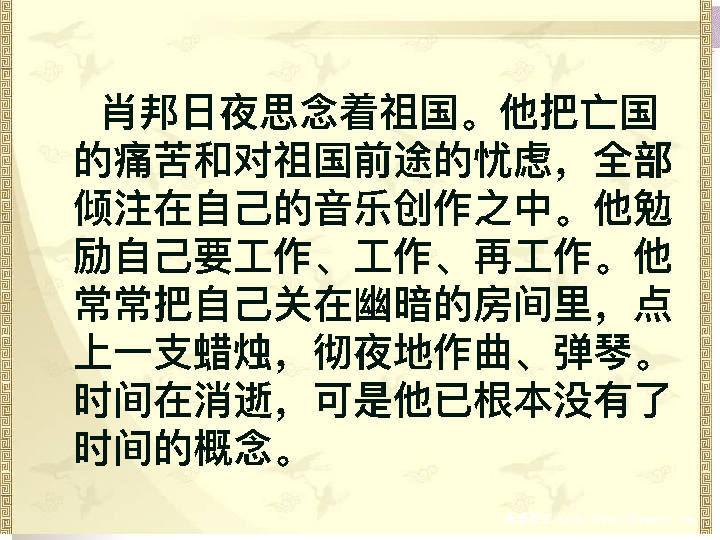 肖邦日夜思念着祖国。他把亡国
的痛苦和对祖国前途的忧虑，全部
倾注在自己的音乐创作之中。他勉
励自己要工作、工作、再工作。他
常常把自己关在幽暗的房间里，点
上一支蜡烛，彻夜地作曲、弹琴。
时间在消逝，可是他已根本没有了
时间的概念。